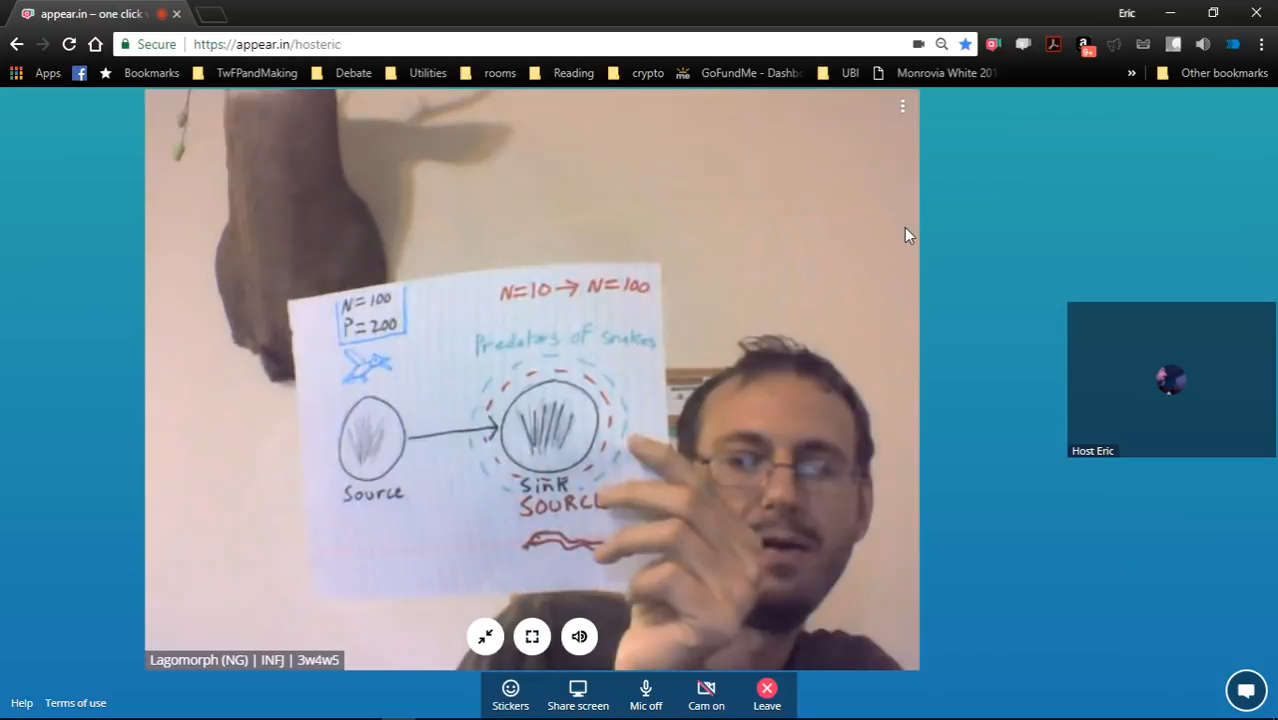 appear.in – one click v
Eric
Secure
https://appear.in/hosteric
9+
Apps
Bookmarks
TwFPandMaking
Debate
Utilities
rooms
Reading
crypto
me
GoFundMe - Dashbo
UBI
Monrovia White 201
»
Other bookmarks
N=100
P=200
N=10→N=100
Predators of snakes
Source
Sink
SOURCE
Host Eric
Lagomorph (NG) | INFJ | 3w4w5
Help
Terms of use
Stickers
Share screen
Mic off
Cam on
Leave